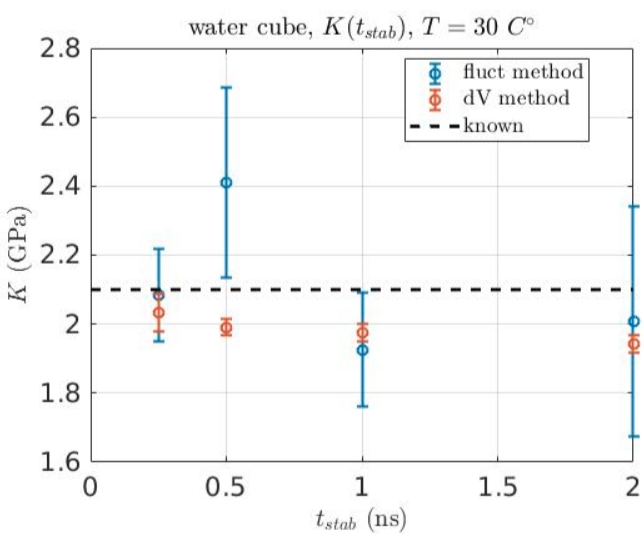 water cube, K(t_stab), T = 30 C°
2.8
2.6
2.4
2.2
2
1.8
1.6
K (GPa)
fluct method
dV method
known
0
0.5
1
1.5
2
t_stab (ns)